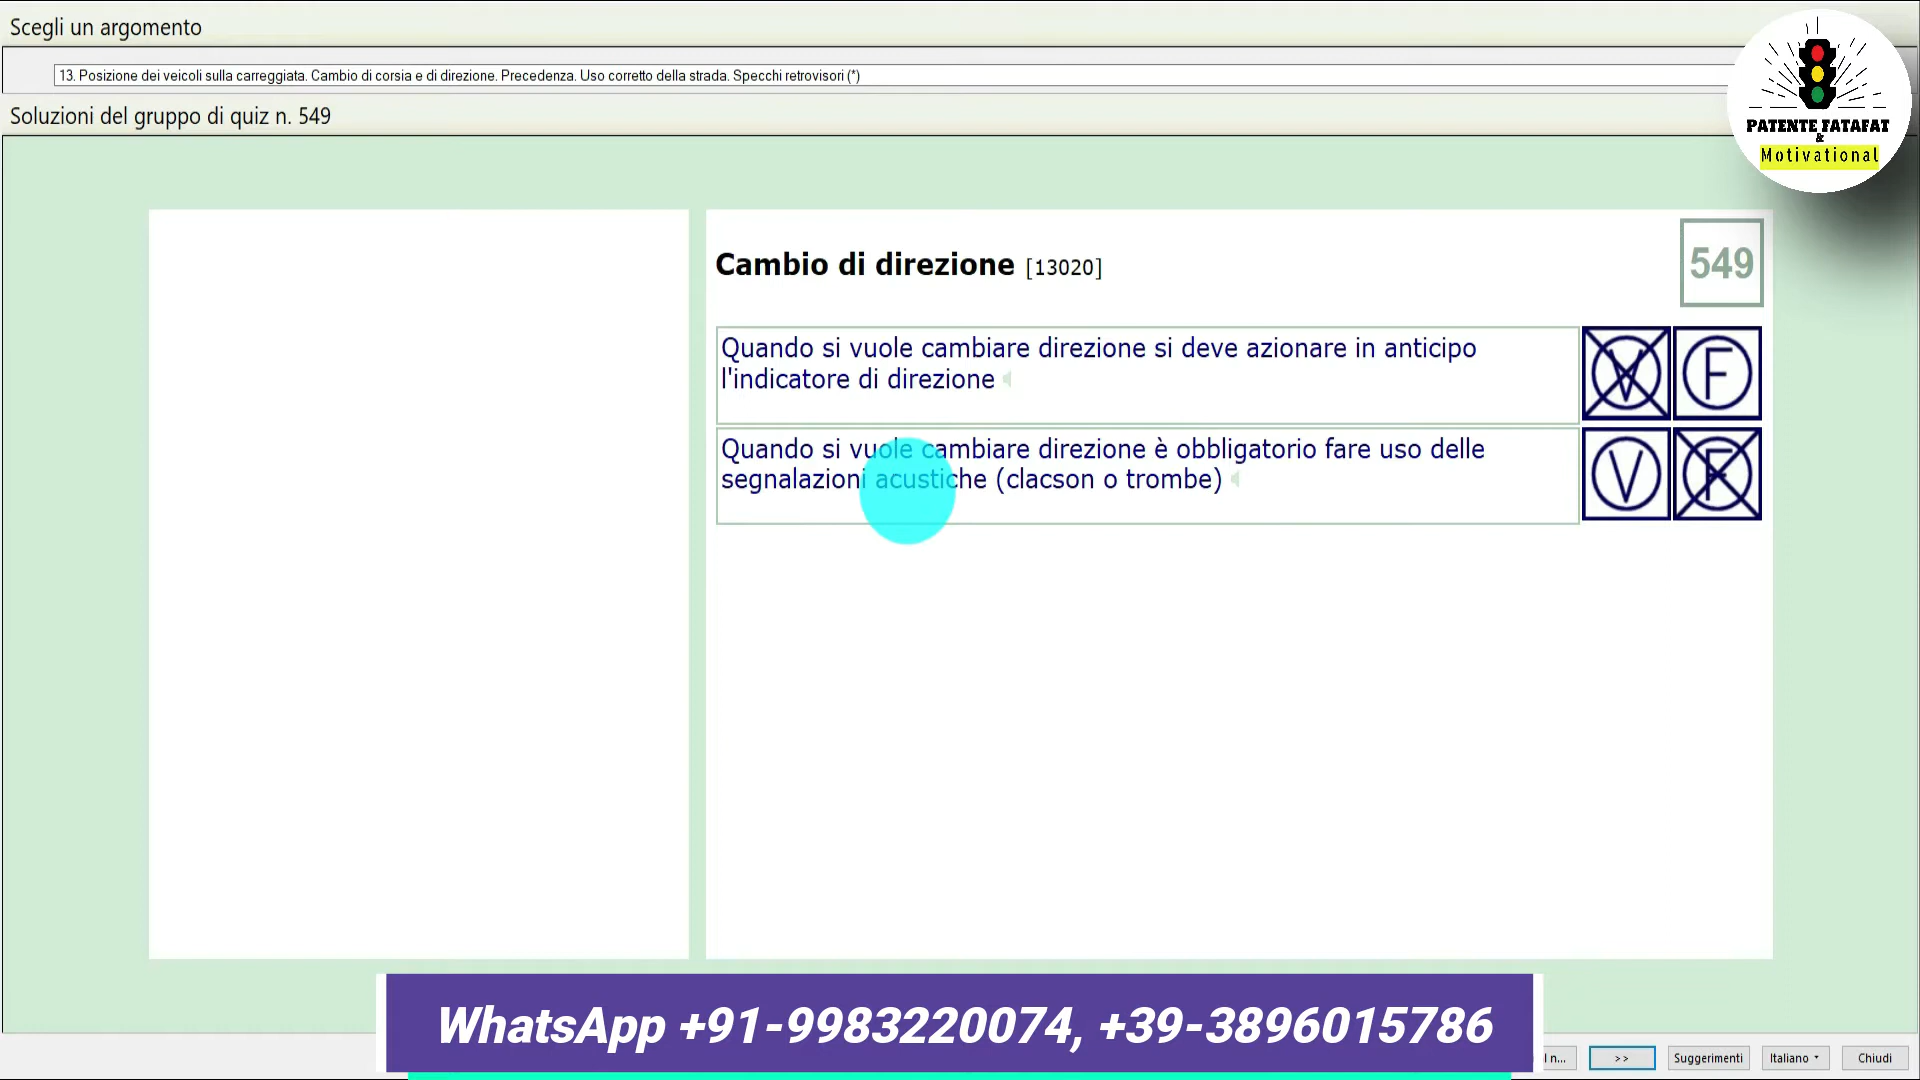 Scegli un argomento
13. Posizione dei veicoli sulla carreggiata. Cambio di corsia e di direzione. Precedenza. Uso corretto della strada. Specchi retrovisori (*)
Soluzioni del gruppo di quiz n. 549
PATENTE FATAFAT
&
Motivational
Cambio di direzione [13020]
549
Quando si vuole cambiare direzione si deve azionare in anticipo
l'indicatore di direzione
V F
Quando si vuole cambiare direzione è obbligatorio fare uso delle
segnalazioni acustiche (clacson o trombe)
V F
WhatsApp +91-9983220074, +39-3896015786
n...
>>
Suggerimenti
Italiano
Chiudi